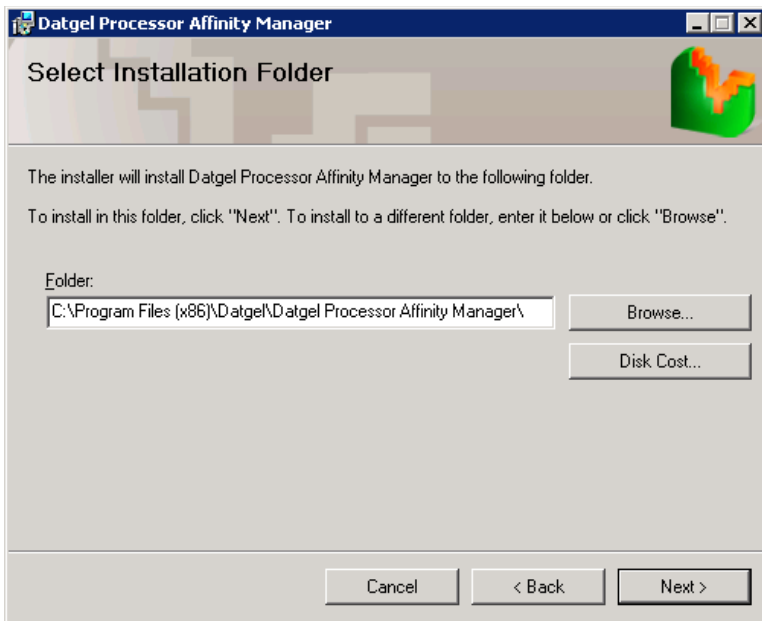 Datgel Processor Affinity Manager
Select Installation Folder
The installer will install Datgel Processor Affinity Manager to the following folder.
To install in this folder, click "Next". To install to a different folder, enter it below or click "Browse".
Folder:
C:\Program Files (x86)\Datgel\Datgel Processor Affinity Manager\
Browse...
Disk Cost...
Cancel
< Back
Next >